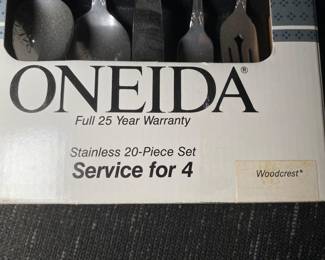 ONEIDA®
Full 25 Year Warranty
Stainless 20-Piece Set
Service for 4
Woodcrest*